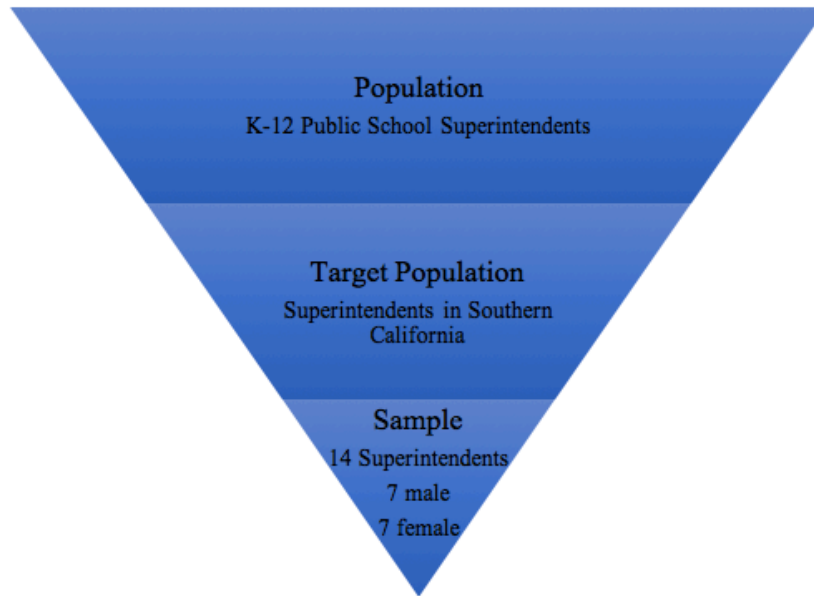 Population
K-12 Public School Superintendents
Target Population
Superintendents in Southern
California
Sample
14 Superintendents
7 male
7 female